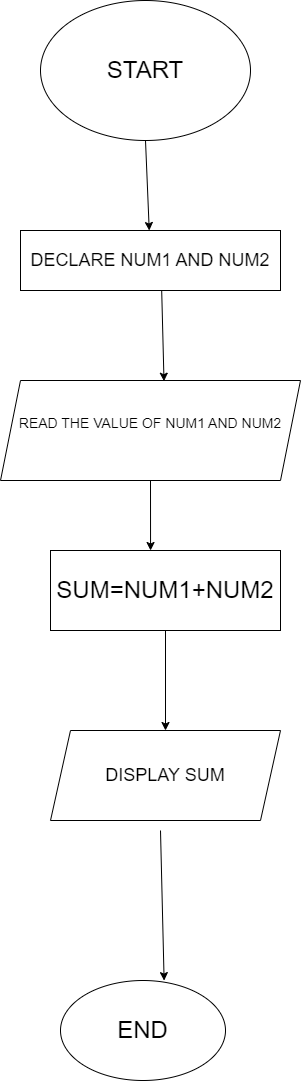 START
DECLARE NUM1 AND NUM2
READ THE VALUE OF NUM1 AND NUM2
SUM=NUM1+NUM2
DISPLAY SUM
END